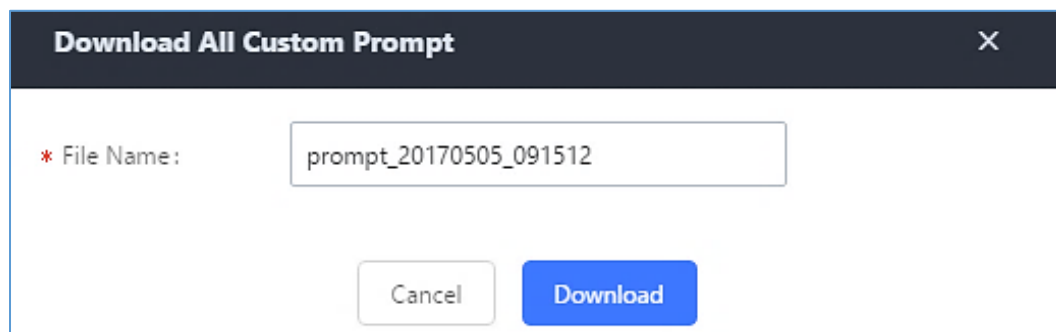 Download All Custom Prompt ×
* File Name: prompt_20170505_091512
Cancel Download